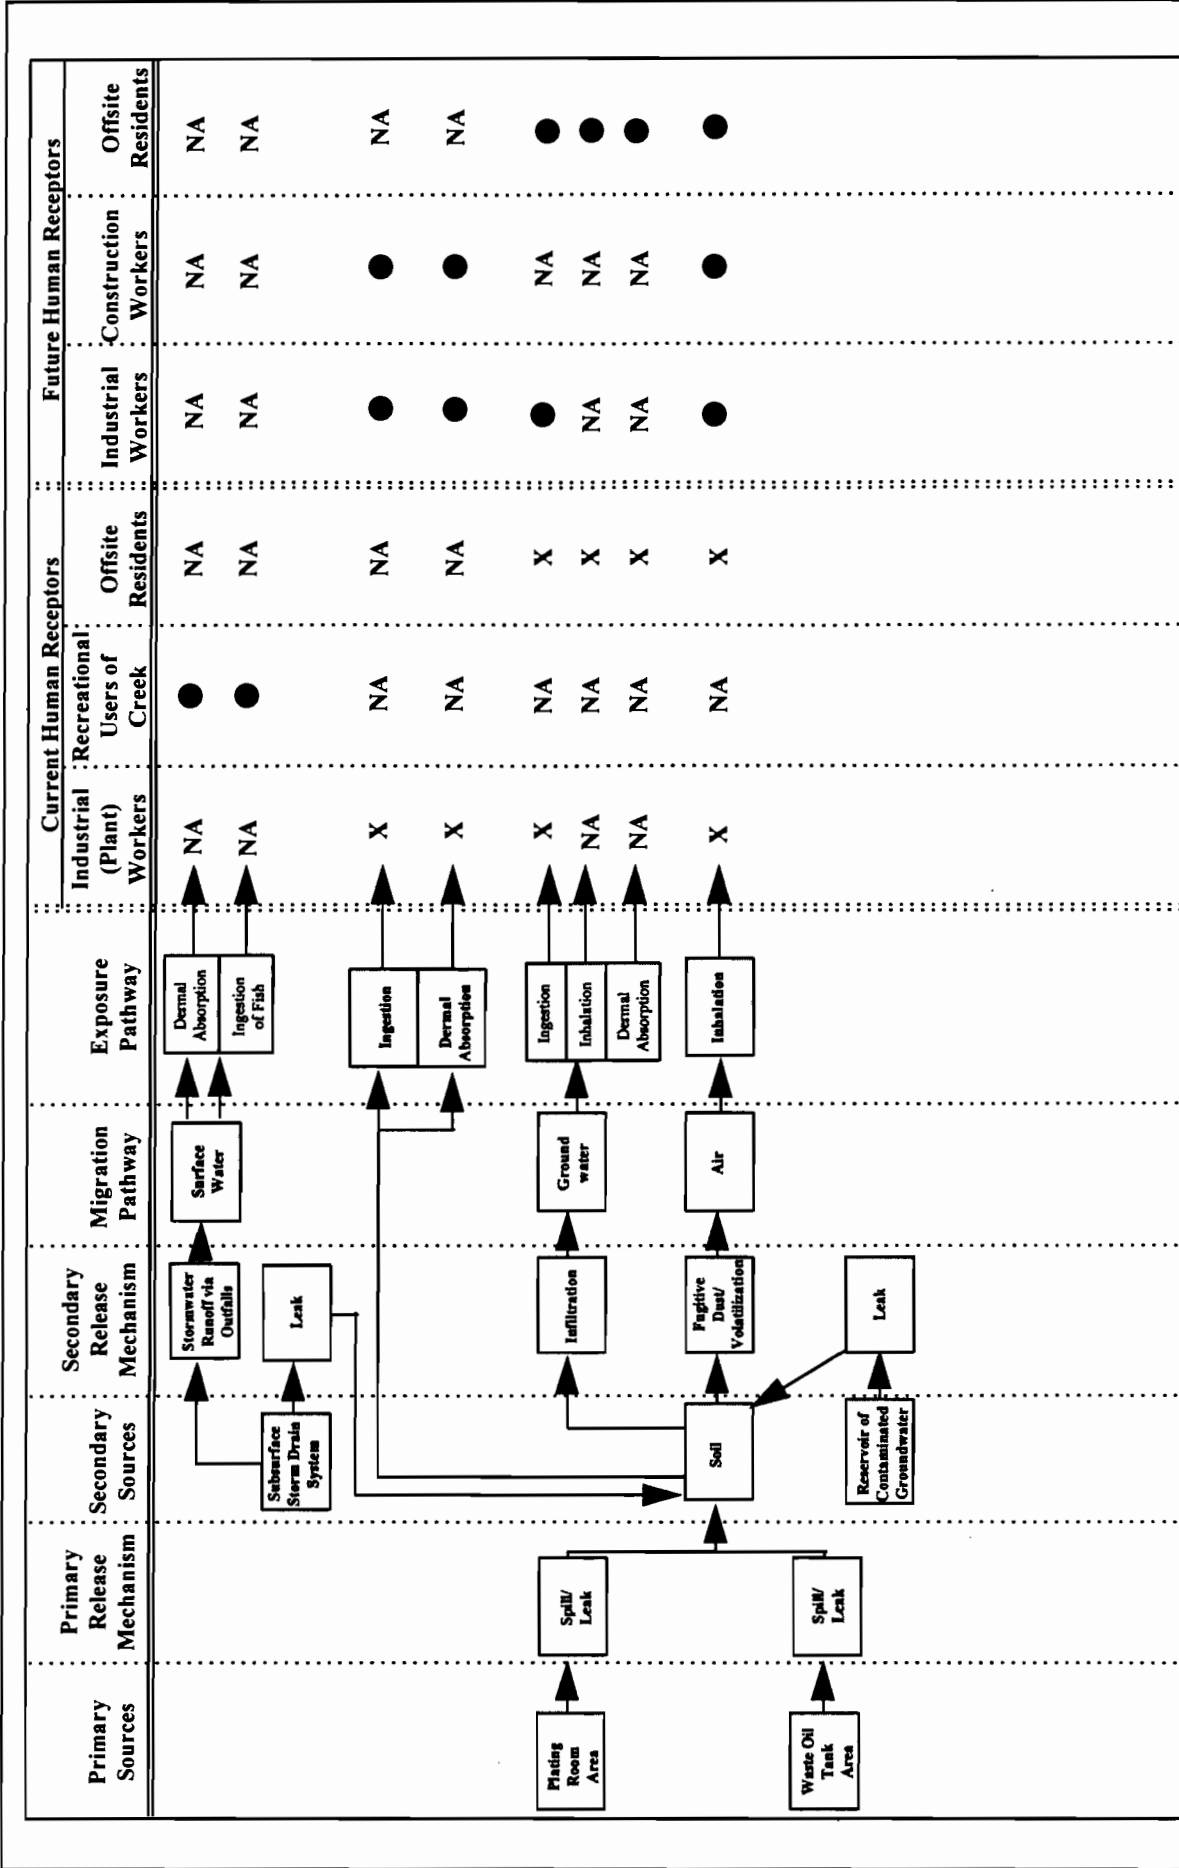 Current Human Receptors
Future Human Receptors
Primary
Sources
Primary
Release
Mechanism
Secondary
Sources
Secondary
Release
Mechanism
Migration
Pathway
Exposure
Pathway
Industrial
(Plant)
Workers
Recreational
Users of
Creek
Offsite
Residents
Industrial
Workers
Construction
Workers
Offsite
Residents
Stormwater
Runoff via
Outfalls
Surface
Water
Dermal
Absorption
NA
NA
NA
NA
NA
Ingestion
of Fish
NA
NA
NA
NA
NA
Subsurface
Storm Drain
System
Leak
Ingestion
X
NA
NA
NA
Dermal
Absorption
X
NA
NA
NA
Plating
Room
Area
Spill/
Leak
Infiltration
Ground
water
Ingestion
X
NA
X
NA
Inhalation
NA
NA
X
NA
NA
Dermal
Absorption
NA
NA
X
NA
NA
Soil
Fugitive
Dust/
Volatilization
Air
Inhalation
X
NA
X
Waste Oil
Tank
Area
Spill/
Leak
Reservoir of
Contaminated
Groundwater
Leak